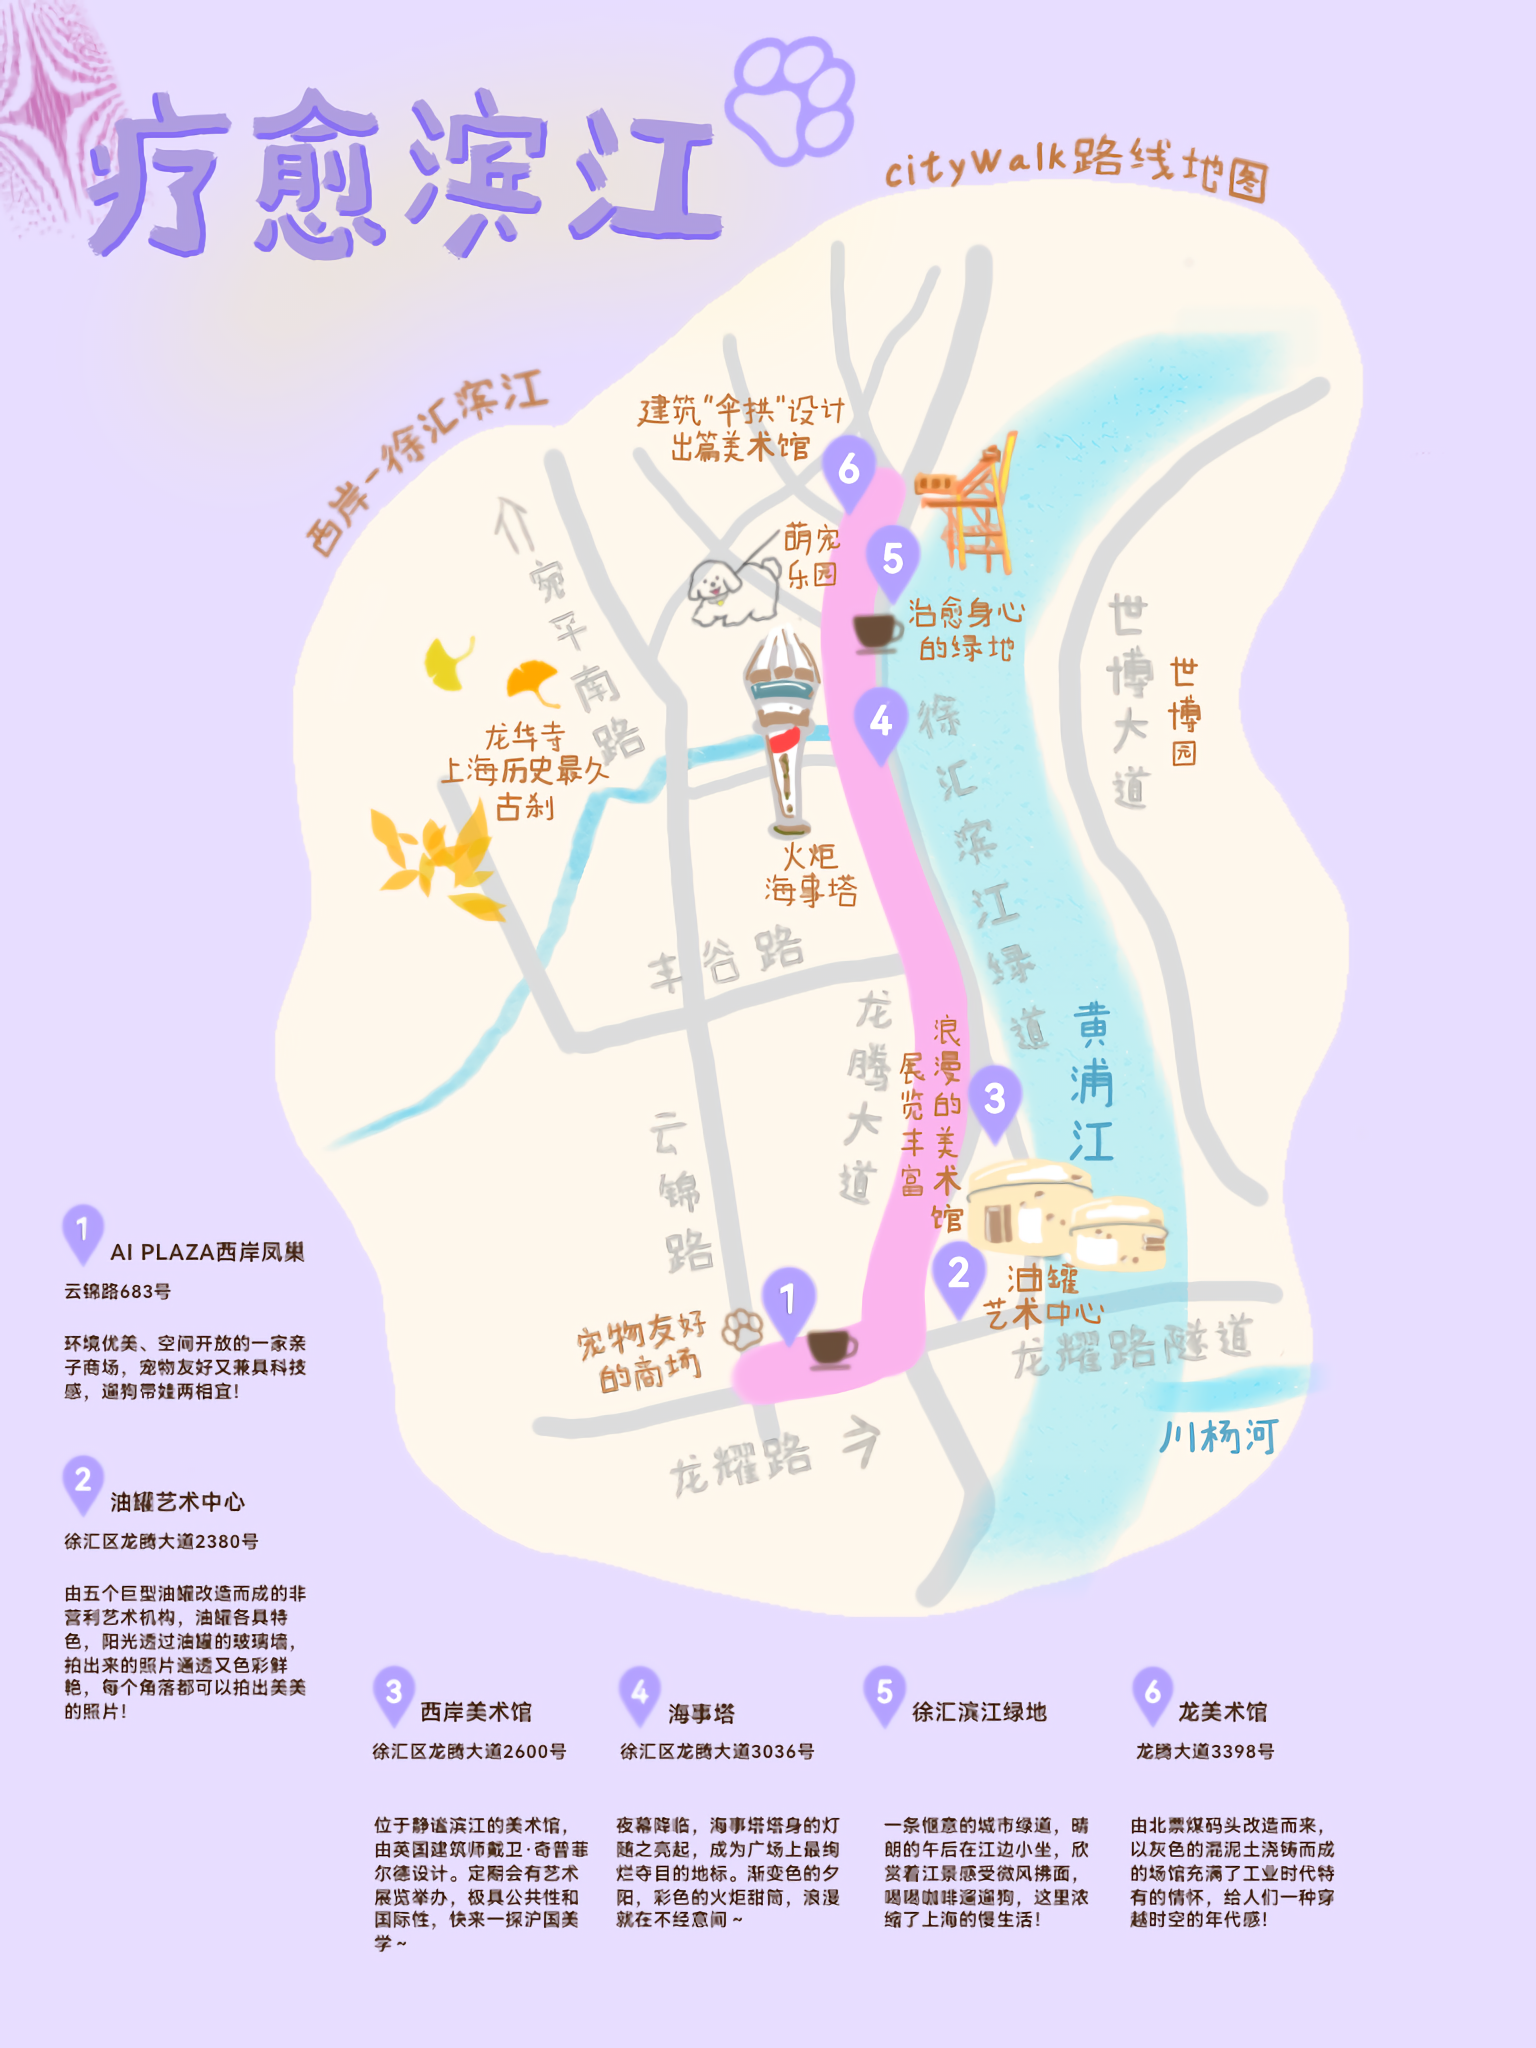 疗愈滨江
cityWalk路线地图
西岸-徐汇滨江
建筑“伞拱”设计
出篇美术馆
6
萌宠
乐园
5
治愈身心
的绿地
宛平南路
龙华寺
上海历史最久
古刹
4
徐汇滨江绿道
世博大道
世博园
火炬
海事塔
丰谷路
龙腾大道
浪漫的美术馆
展览丰富
3
黄浦江
云锦路
2
油罐
艺术中心
龙耀路隧道
川杨河
1
宠物友好
的商场
龙耀路
1
AI PLAZA西岸凤巢
云锦路683号
环境优美、空间开放的一家亲
子商场，宠物友好又兼具科技
感，遛狗带娃两相宜！
2
油罐艺术中心
徐汇区龙腾大道2380号
由五个巨型油罐改造而成的非
营利艺术机构，油罐各具特
色，阳光透过油罐的玻璃墙，
拍出来的照片通透又色彩鲜
艳，每个角落都可以拍出美美
的照片！
3
西岸美术馆
徐汇区龙腾大道2600号
位于静谧滨江的美术馆，
由英国建筑师戴卫·奇普菲
尔德设计。定期会有艺术
展览举办，极具公共性和
国际性，快来一探沪国美
学~
4
海事塔
徐汇区龙腾大道3036号
夜幕降临，海事塔塔身的灯
随之亮起，成为广场上最绚
烂夺目的地标。渐变色的夕
阳，彩色的火炬甜筒，浪漫
就在不经意间~
5
徐汇滨江绿地
一条惬意的城市绿道，晴
朗的午后在江边小坐，欣
赏着江景感受微风拂面，
喝喝咖啡遛遛狗，这里浓
缩了上海的慢生活！
6
龙美术馆
龙腾大道3398号
由北票煤码头改造而来，
以灰色的混泥土浇铸而成
的场馆充满了工业时代特
有的情怀，给人们一种穿
越时空的年代感！